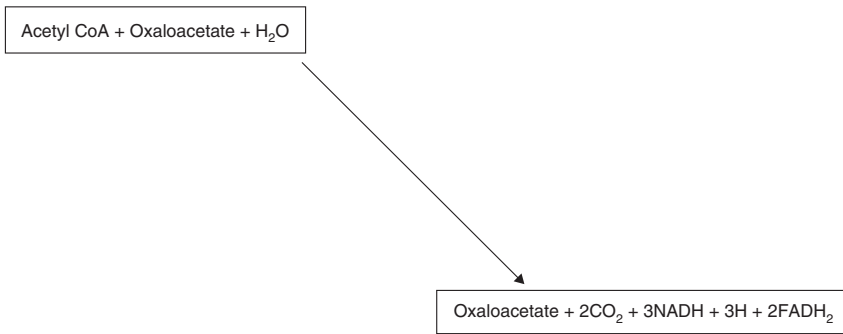 Acetyl CoA + Oxaloacetate + H₂O
Oxaloacetate + 2CO₂ + 3NADH + 3H + 2FADH₂